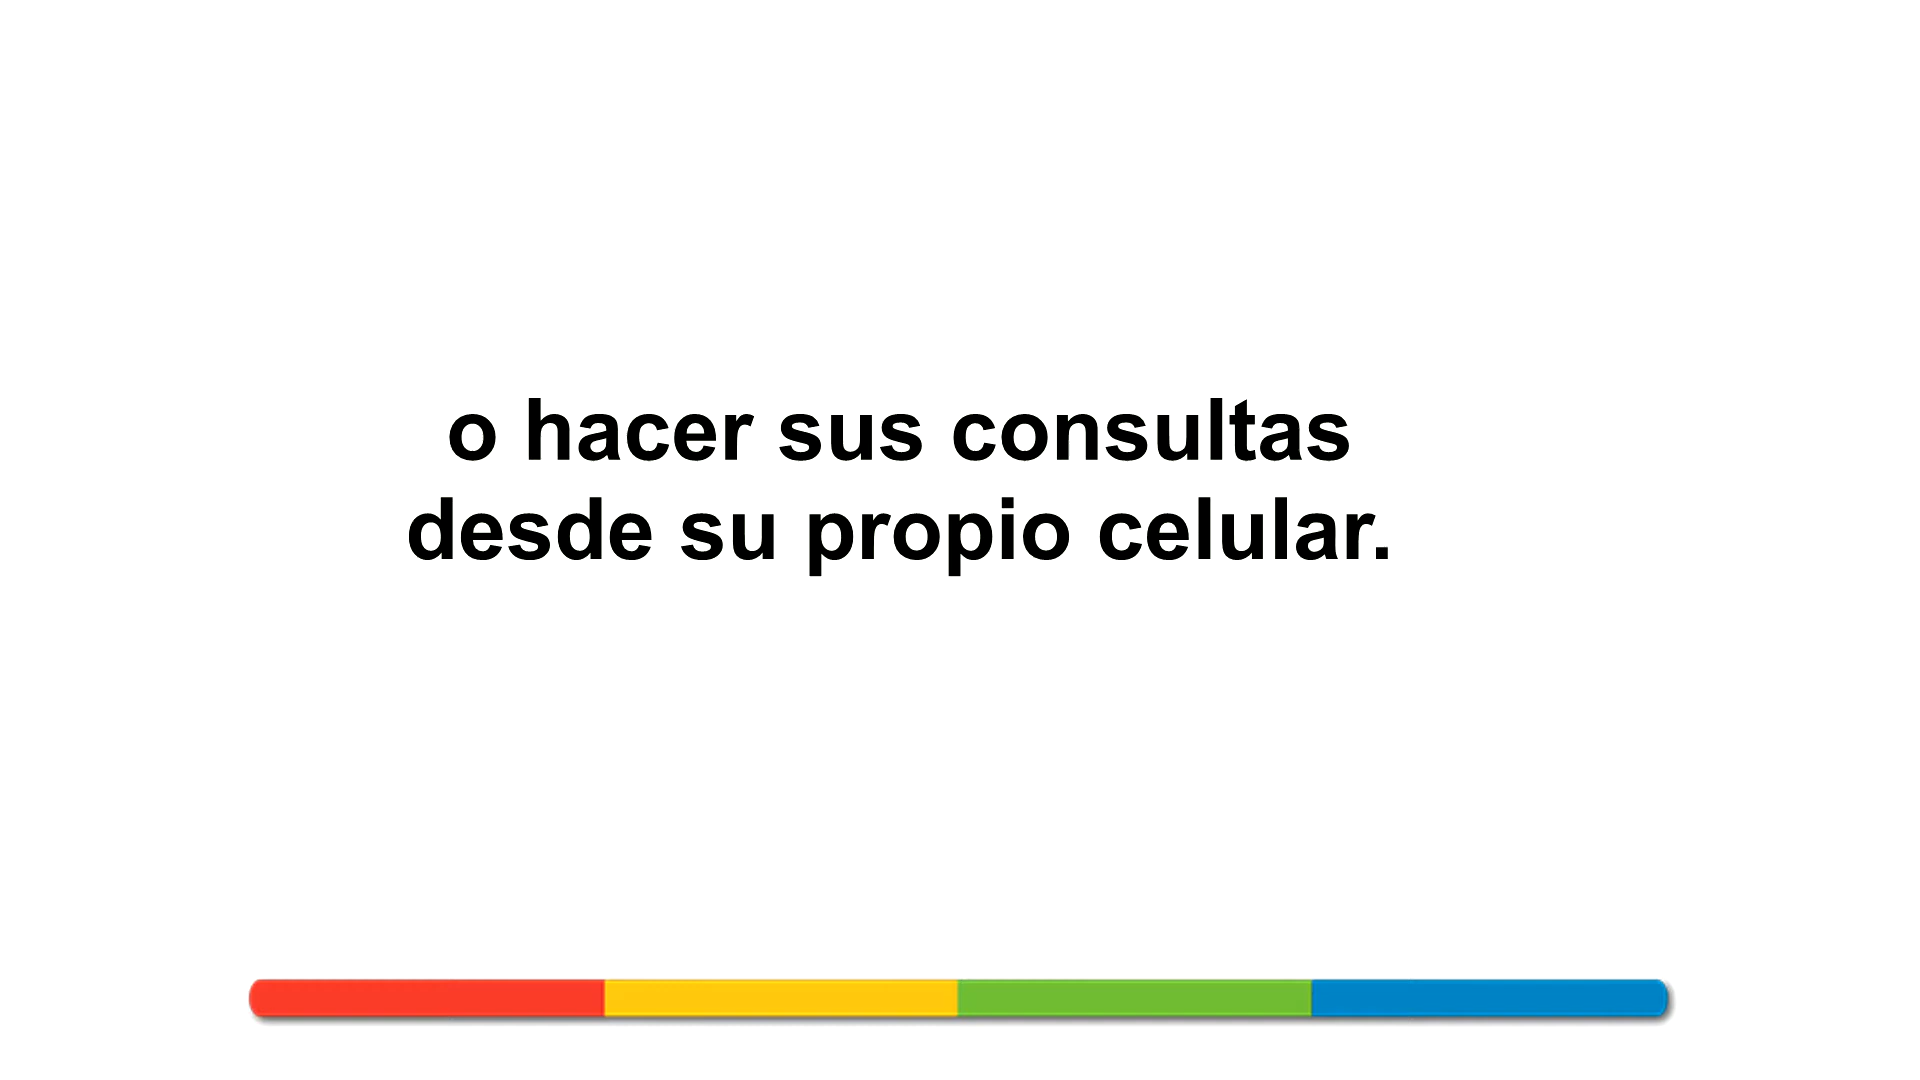 o hacer sus consultas
desde su propio celular.